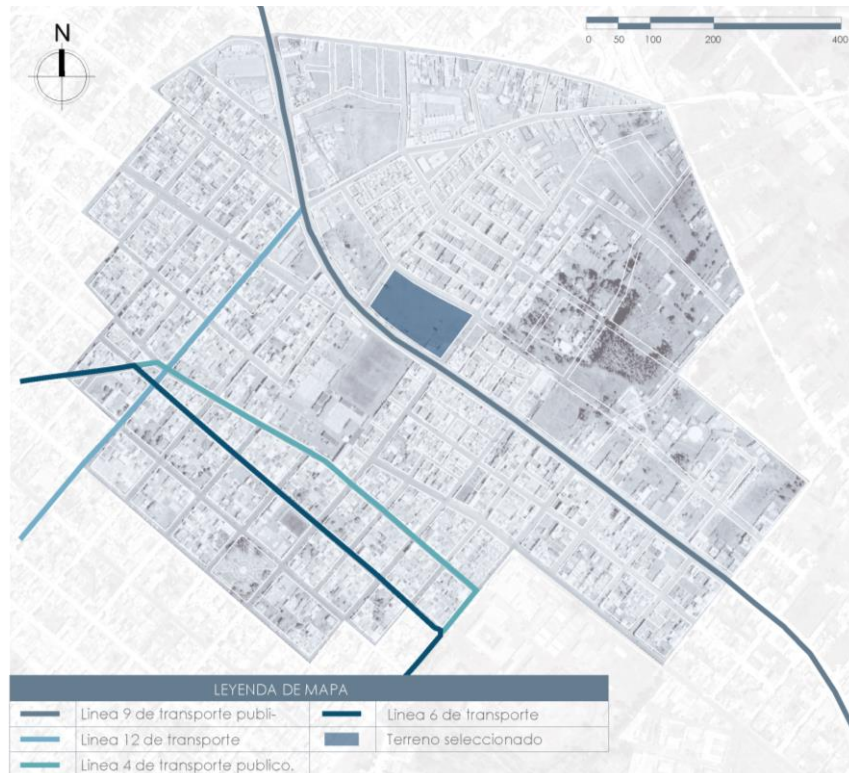 N
0 50 100 200 400
LEYENDA DE MAPA
Linea 9 de transporte publi-
Linea 6 de transporte
Linea 12 de transporte
Terreno seleccionado
Linea 4 de transporte publico.